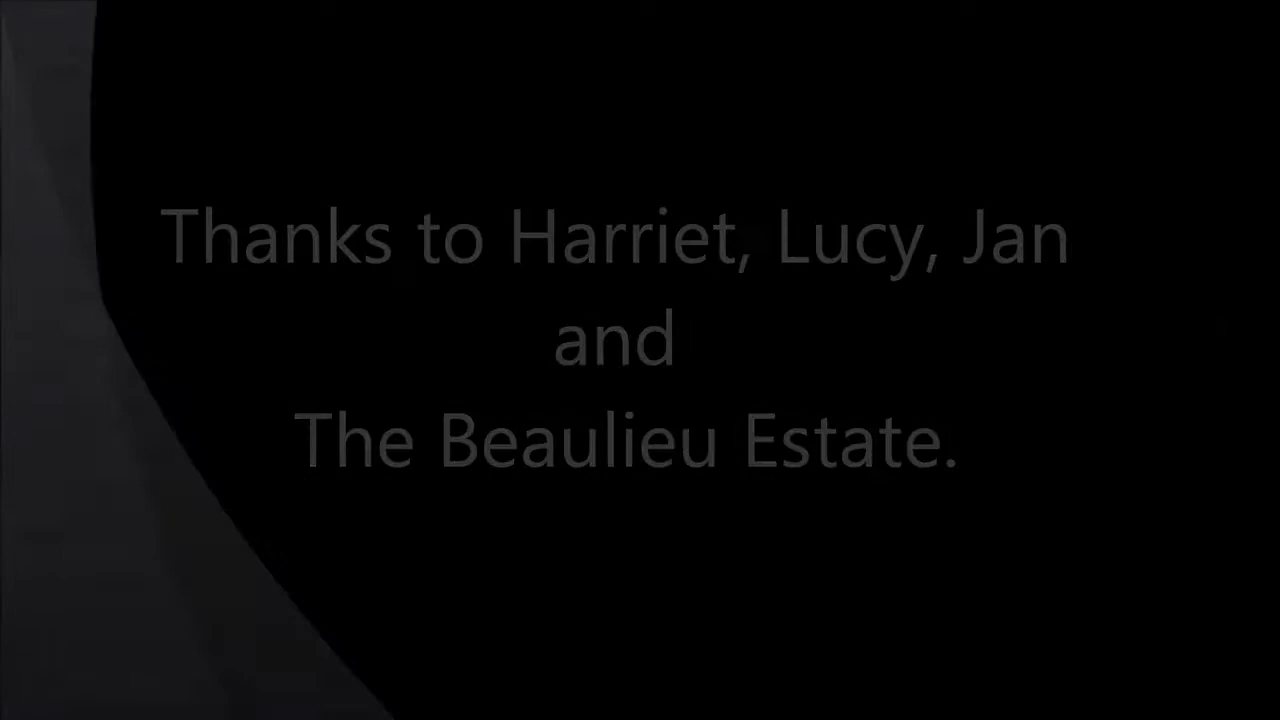 Thanks to Harriet, Lucy, Jan
and
The Beaulieu Estate.